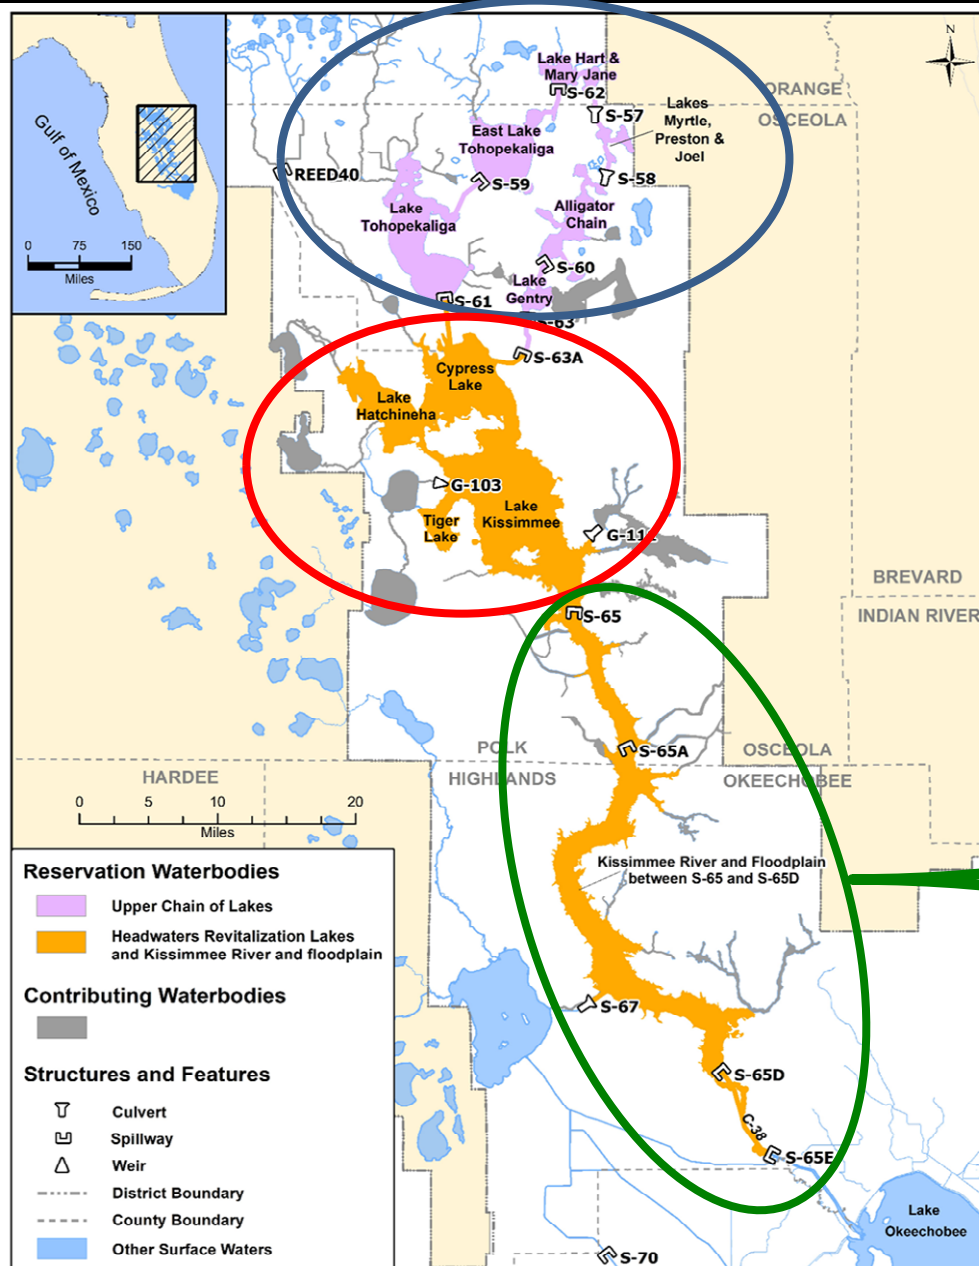 N
Gulf of Mexico
0 75 150
Miles
Lake Hart &
Mary Jane
S-62
ORANGE
OSCEOLA
S-57
Lakes
Myrtle,
Preston &
Joel
East Lake
Tohopekaliga
REED40
S-59
S-58
Lake
Tohopekaliga
Alligator
Chain
S-60
Lake
Gentry
S-61
S-63
S-63A
Cypress
Lake
Lake
Hatchineha
G-103
Lake
Kissimmee
Tiger
Lake
BREVARD
INDIAN RIVER
S-65
S-65A
POLK
HIGHLANDS
OSCEOLA
OKEECHOBEE
HARDEE
0 5 10 20
Miles
Kissimmee River and Floodplain
between S-65 and S-65D
Reservation Waterbodies
Upper Chain of Lakes
Headwaters Revitalization Lakes
and Kissimmee River and floodplain
Contributing Waterbodies
S-67
Structures and Features
S-65D
Culvert
Spillway
C-38
S-65E
Weir
District Boundary
County Boundary
Other Surface Waters
Lake
Okeechobee
S-70